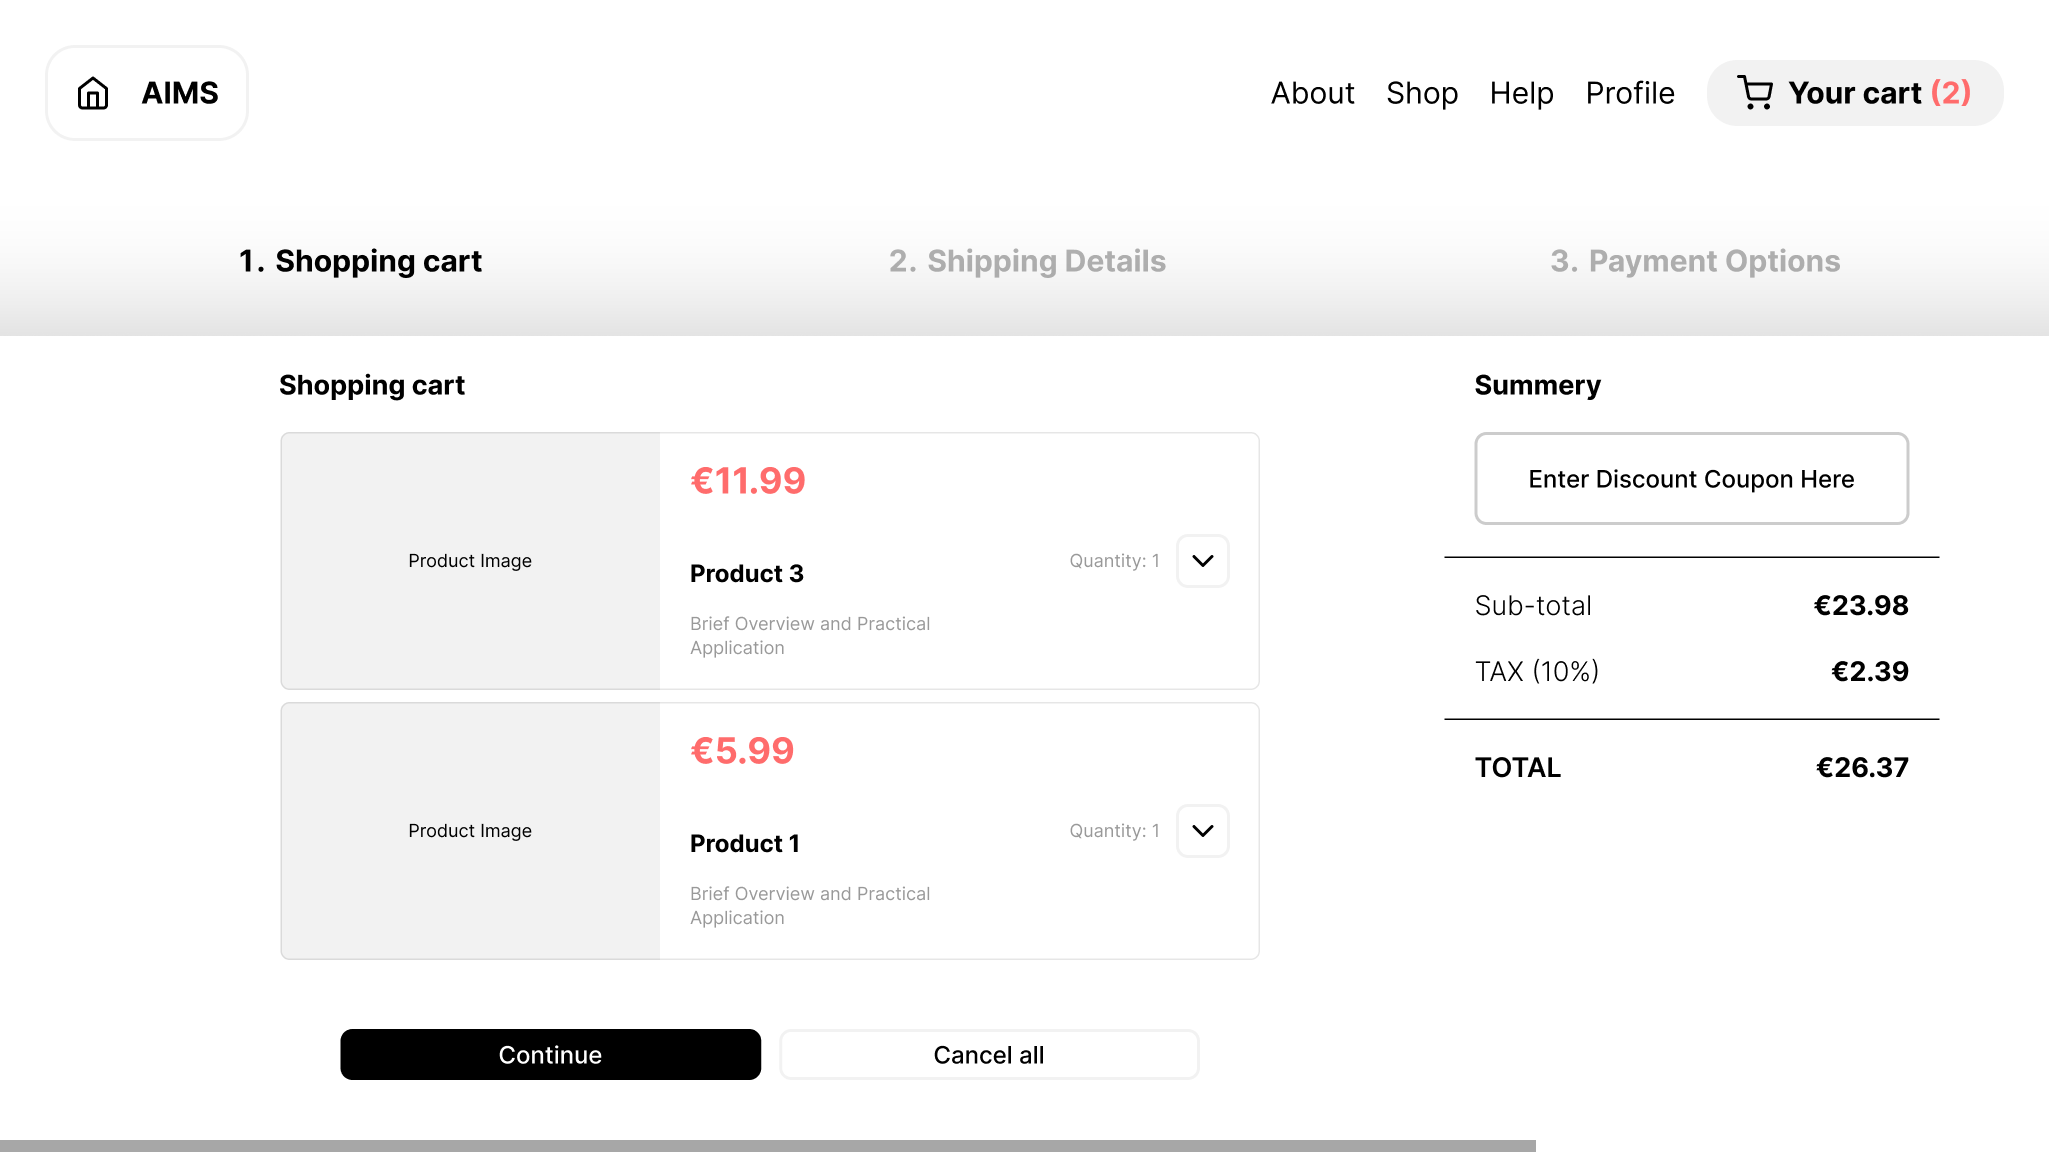 AIMS
About Shop Help Profile Your cart (2)
1. Shopping cart
2. Shipping Details
3. Payment Options
Shopping cart
Product Image
€11.99
Product 3
Quantity: 1
Brief Overview and Practical
Application
Product Image
€5.99
Product 1
Quantity: 1
Brief Overview and Practical
Application
Continue
Cancel all
Summery
Enter Discount Coupon Here
Sub-total €23.98
TAX (10%) €2.39
TOTAL €26.37